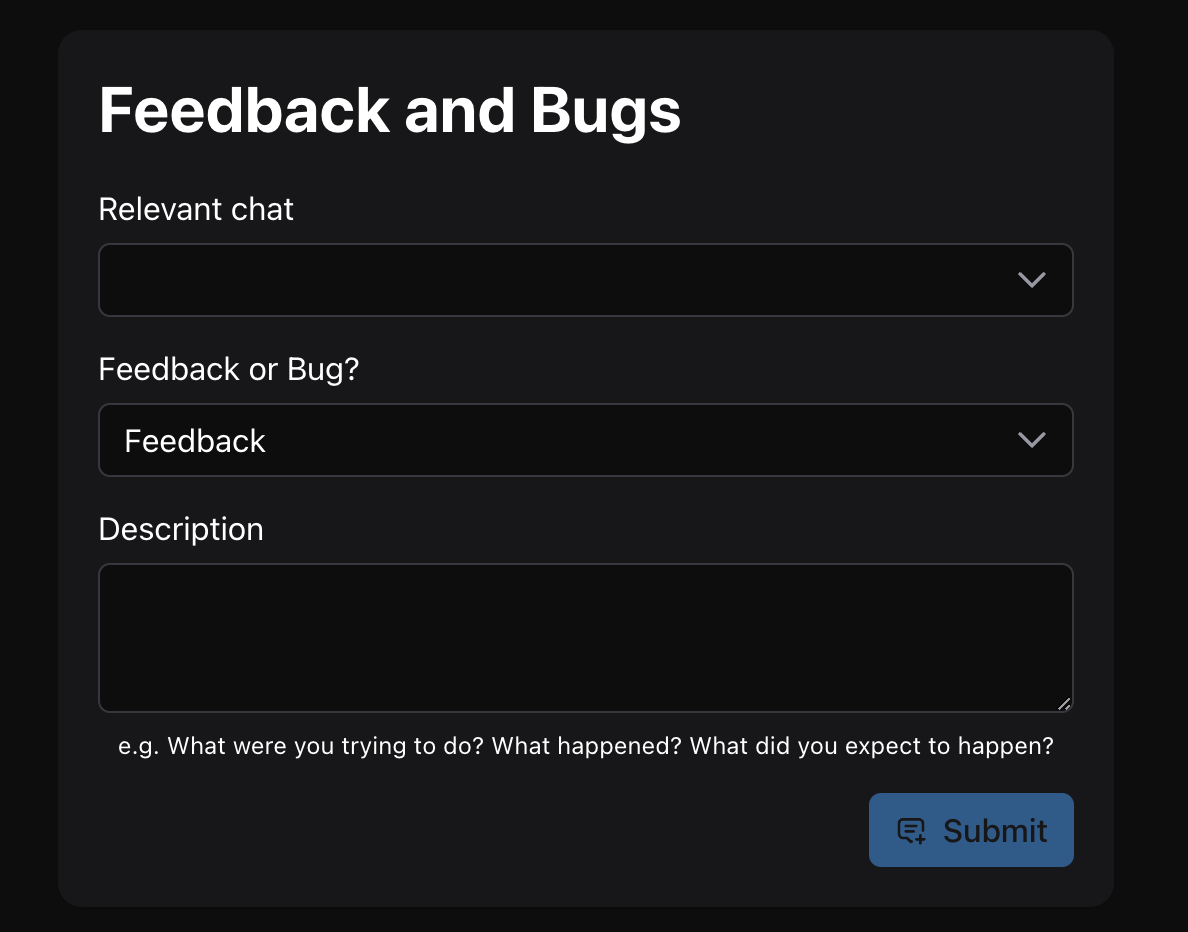 Feedback and Bugs
Relevant chat
Feedback or Bug?
Feedback
Description
e.g. What were you trying to do? What happened? What did you expect to happen?
Submit